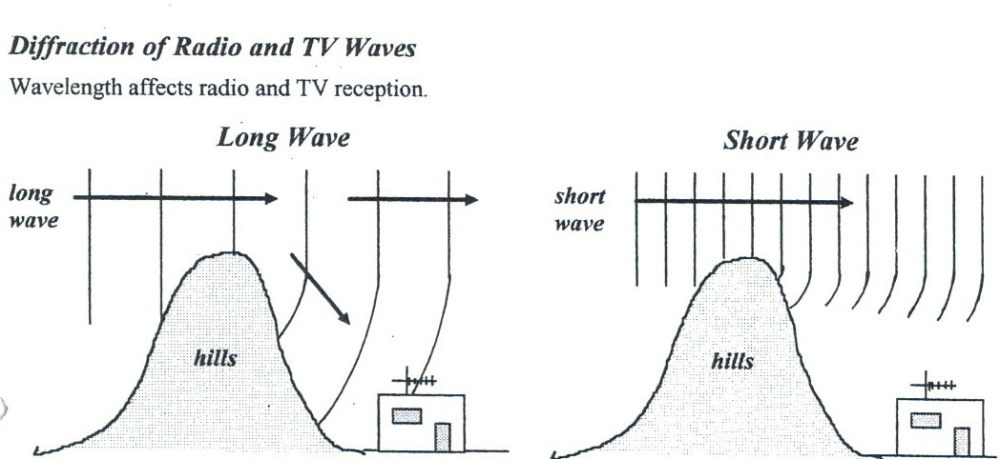 Diffraction of Radio and TV Waves
Wavelength affects radio and TV reception.
Long Wave
long
wave
hills
Short Wave
short
wave
hills